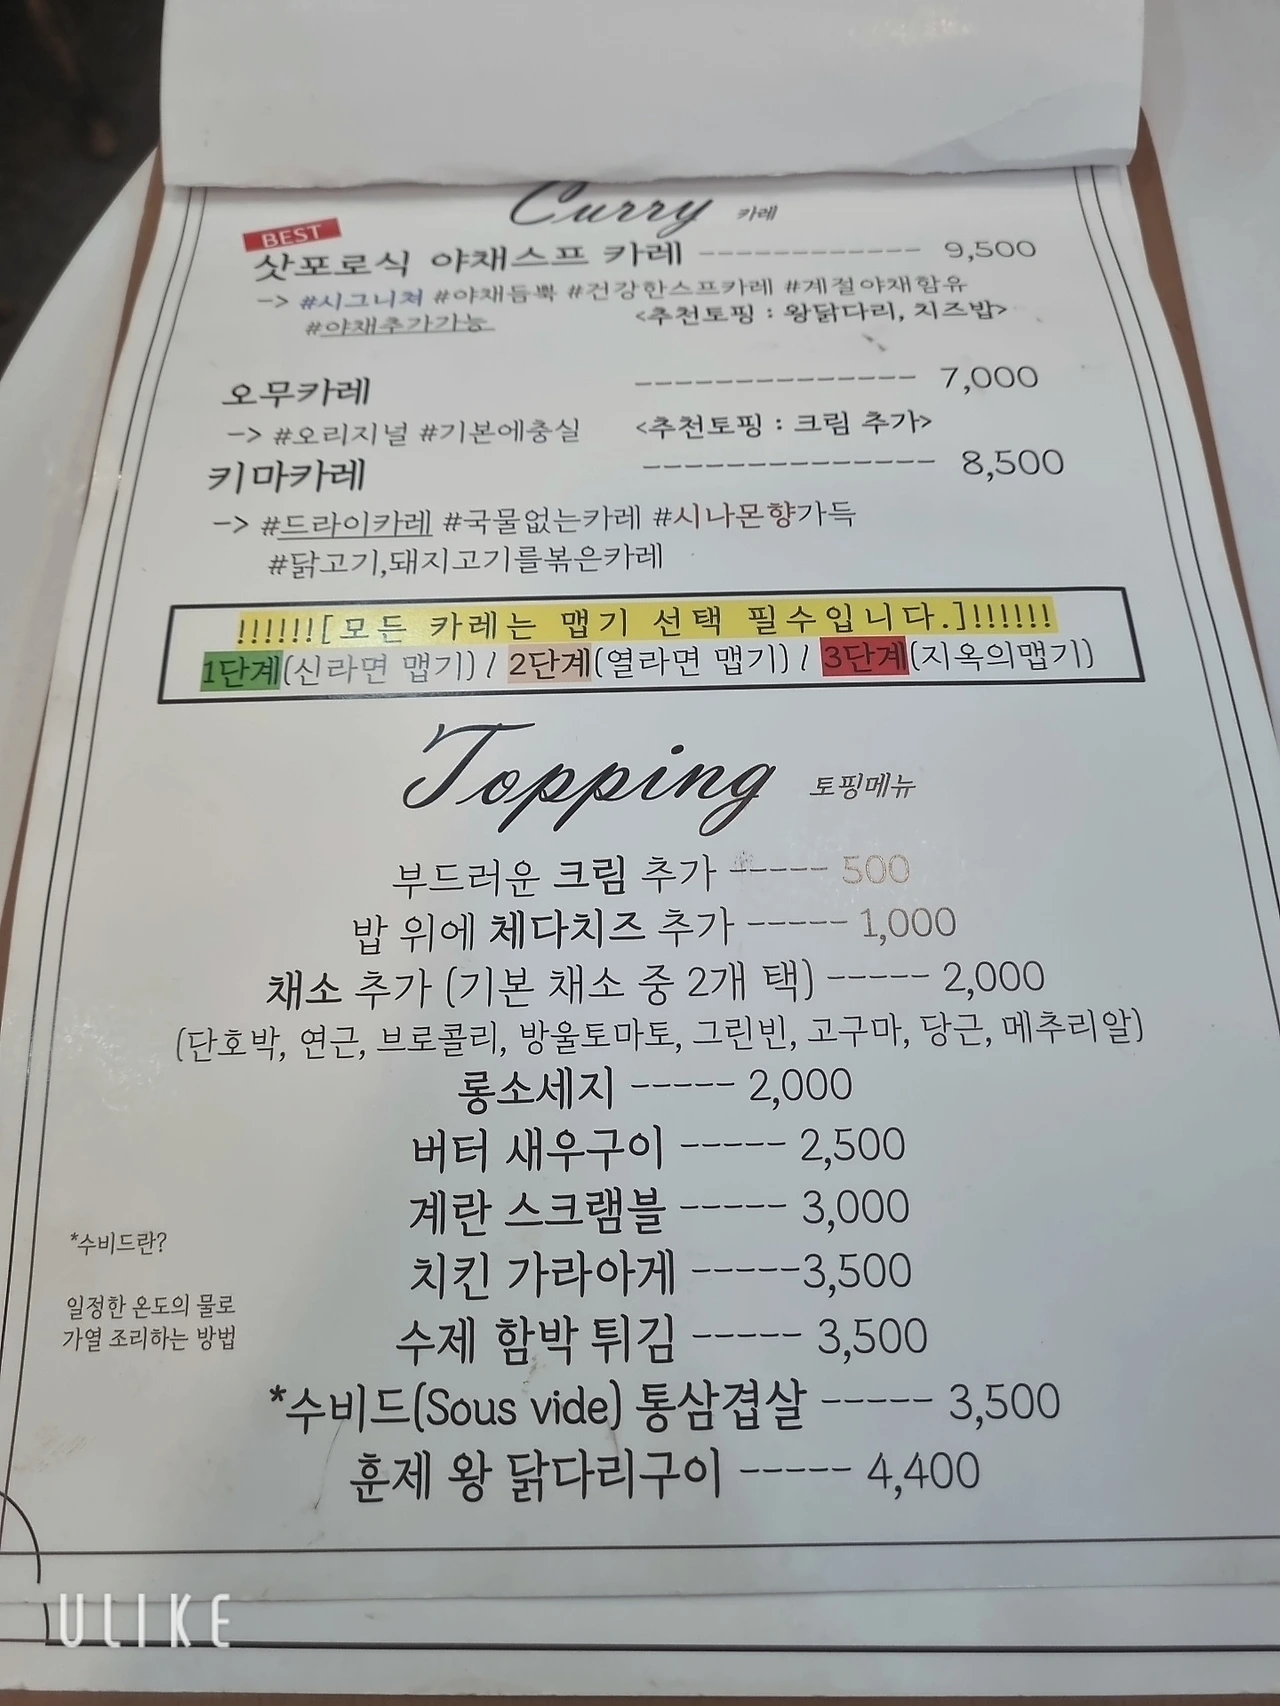 Curry 카레
BEST
삿포로식 야채스프 카레 ------------ 9,500
-> #시그니쳐 #야채듬뿍 #건강한스프카레 #계절야채함유
#야채추가가능 <추천토핑 : 왕닭다리, 치즈밥>
오무카레 -------------- 7,000
-> #오리지널 #기본에충실 <추천토핑 : 크림 추가>
키마카레 -------------- 8,500
-> #드라이카레 #국물없는카레 #시나몬향가득
#닭고기,돼지고기를볶은카레
!!!!!![모든 카레는 맵기 선택 필수입니다.]!!!!!!
1단계(신라면 맵기) / 2단계(열라면 맵기) / 3단계(지옥의맵기)
Topping 토핑메뉴
부드러운 크림 추가 ----- 500
밥 위에 체다치즈 추가 ----- 1,000
채소 추가 (기본 채소 중 2개 택) ----- 2,000
(단호박, 연근, 브로콜리, 방울토마토, 그린빈, 고구마, 당근, 메추리알)
롱소세지 ----- 2,000
버터 새우구이 ----- 2,500
계란 스크램블 ----- 3,000
치킨 가라아게 -----3,500
수제 함박 튀김 ----- 3,500
*수비드(Sous vide) 통삼겹살 ----- 3,500
훈제 왕 닭다리구이 ----- 4,400
*수비드란?
일정한 온도의 물로
가열 조리하는 방법
ULIKE